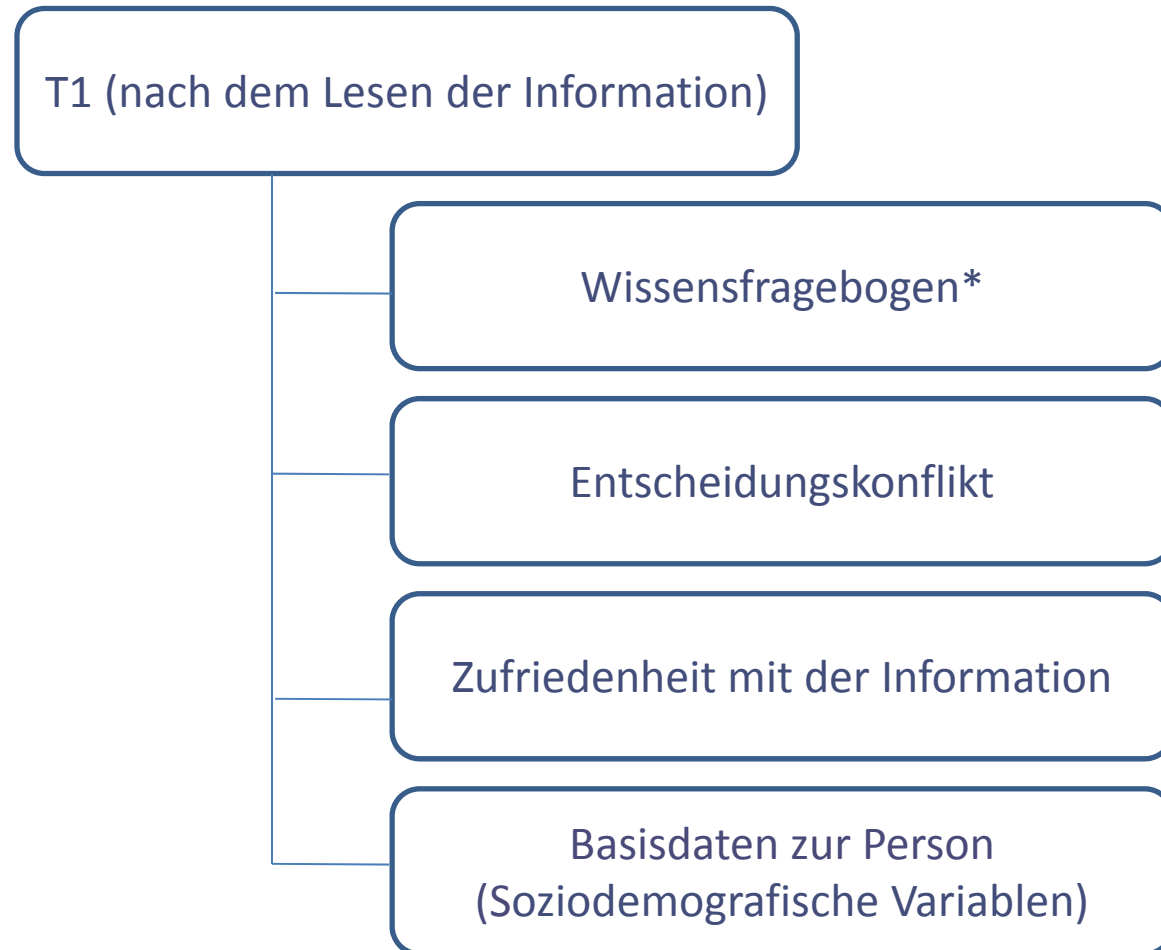 T1 (nach dem Lesen der Information)
Wissensfragebogen*
Entscheidungskonflikt
Zufriedenheit mit der Information
Basisdaten zur Person
(Soziodemografische Variablen)